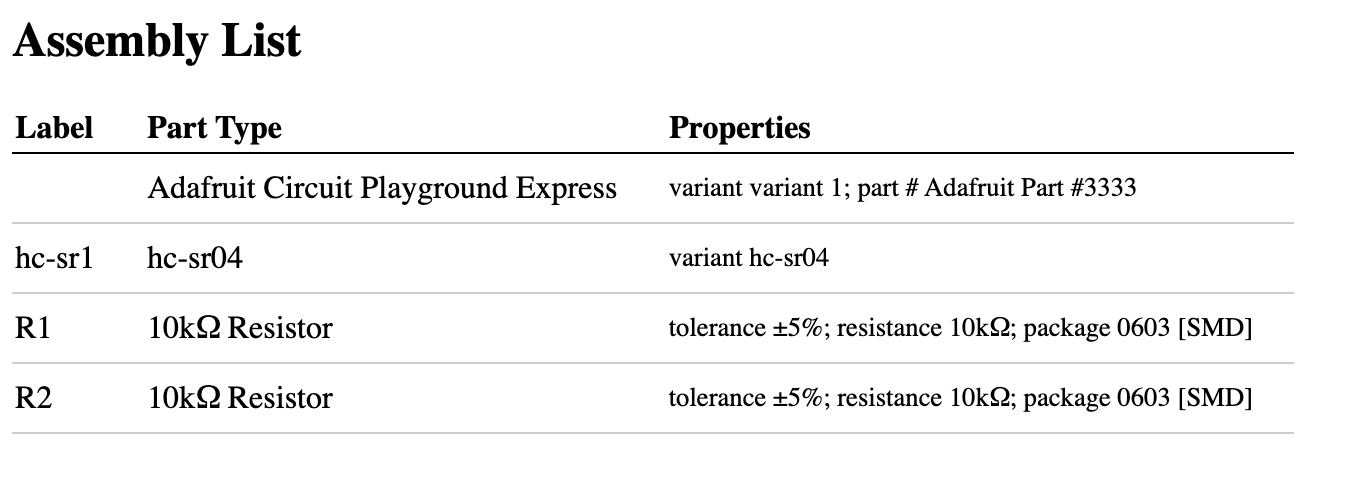 Assembly List
Label Part Type Properties
Adafruit Circuit Playground Express variant variant 1; part # Adafruit Part #3333
hc-sr1 hc-sr04 variant hc-sr04
R1 10kΩ Resistor tolerance ±5%; resistance 10kΩ; package 0603 [SMD]
R2 10kΩ Resistor tolerance ±5%; resistance 10kΩ; package 0603 [SMD]